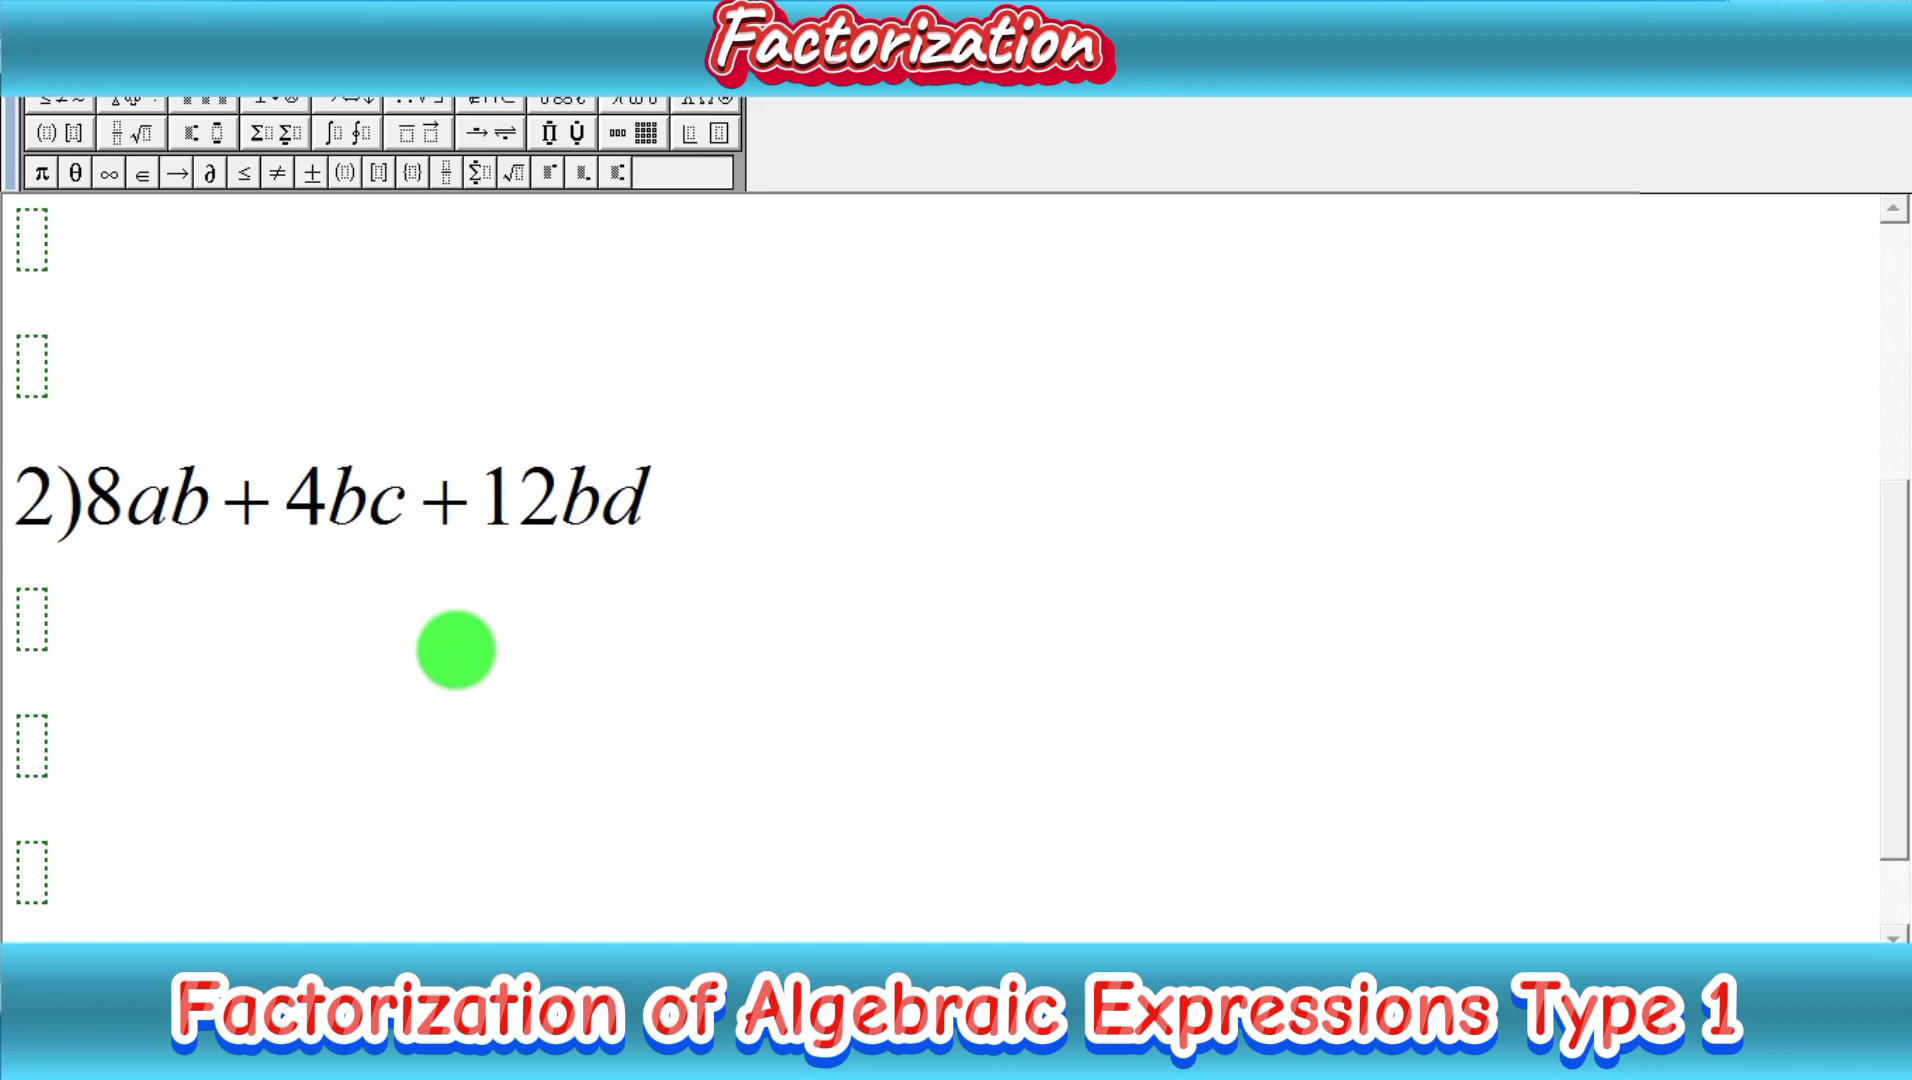 Factorization
π θ ∞ ∈ → ∂ ≤ ≠ ±
2)8ab + 4bc + 12bd
Factorization of Algebraic Expressions Type 1